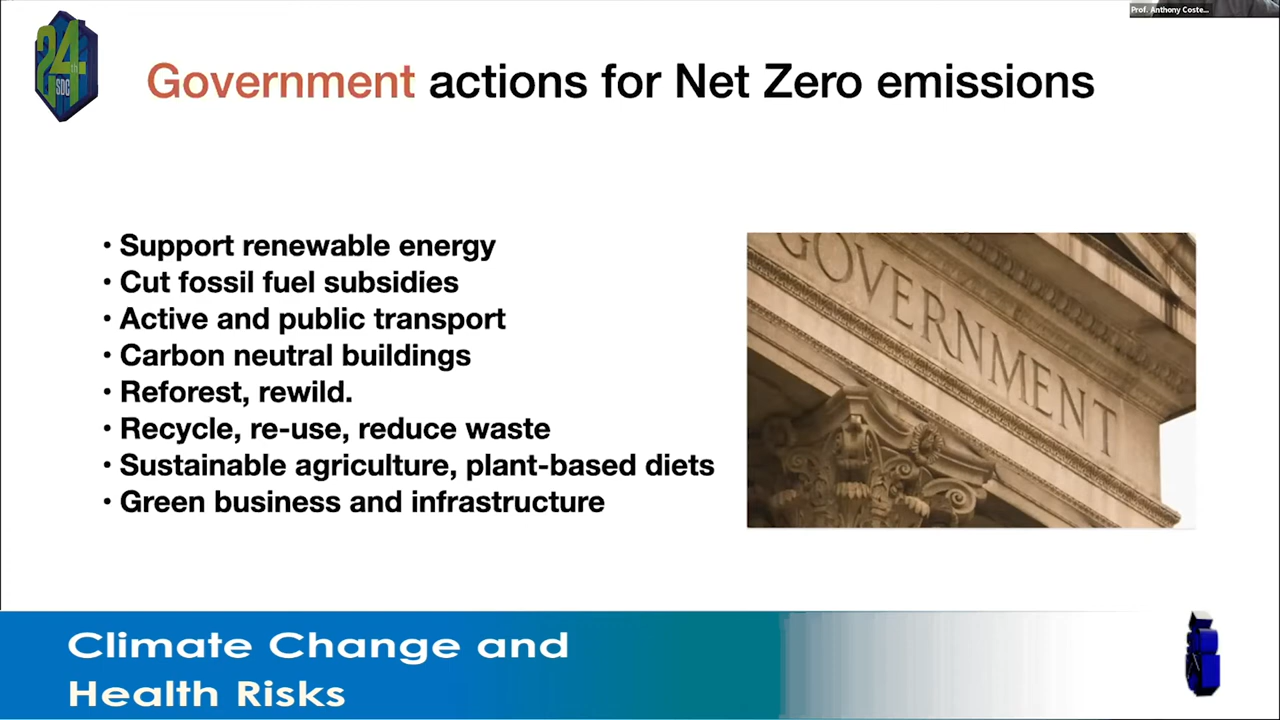 Prof. Anthony Coste...
24th
SDC
Government actions for Net Zero emissions
• Support renewable energy
• Cut fossil fuel subsidies
• Active and public transport
• Carbon neutral buildings
• Reforest, rewild.
• Recycle, re-use, reduce waste
• Sustainable agriculture, plant-based diets
• Green business and infrastructure
GOVERNMENT
Climate Change and
Health Risks